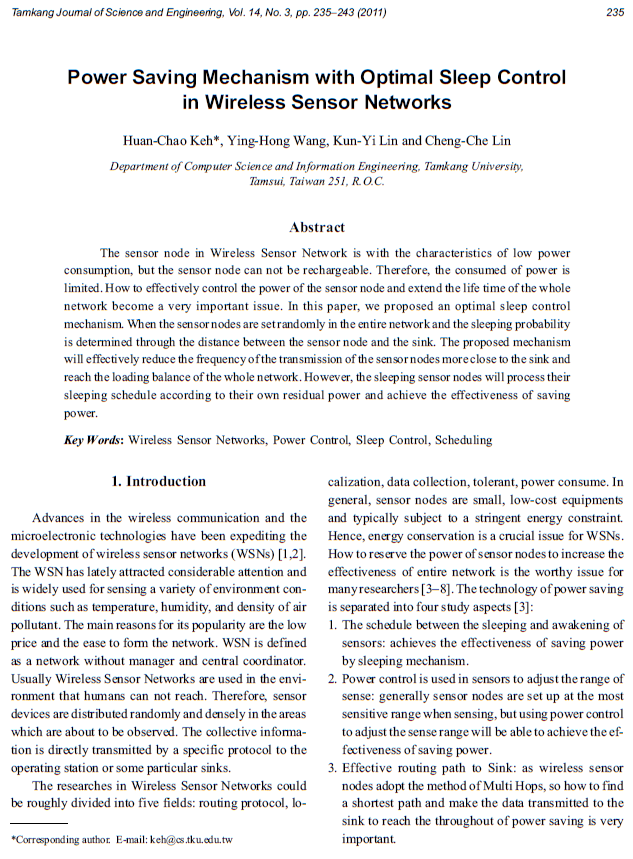 Tamkang Journal of Science and Engineering, Vol. 14, No. 3, pp. 235–243 (2011)
235
Power Saving Mechanism with Optimal Sleep Control
in Wireless Sensor Networks
Huan-Chao Keh*, Ying-Hong Wang, Kun-Yi Lin and Cheng-Che Lin
Department of Computer Science and Information Engineering, Tamkang University,
Tamsui, Taiwan 251, R.O.C.
Abstract
The sensor node in Wireless Sensor Network is with the characteristics of low power
consumption, but the sensor node can not be rechargeable. Therefore, the consumed of power is
limited. How to effectively control the power of the sensor node and extend the life time of the whole
network become a very important issue. In this paper, we proposed an optimal sleep control
mechanism. When the sensor nodes are set randomly in the entire network and the sleeping probability
is determined through the distance between the sensor node and the sink. The proposed mechanism
will effectively reduce the frequency of the transmission of the sensor nodes more close to the sink and
reach the loading balance of the whole network. However, the sleeping sensor nodes will process their
sleeping schedule according to their own residual power and achieve the effectiveness of saving
power.
Key Words: Wireless Sensor Networks, Power Control, Sleep Control, Scheduling
1. Introduction
Advances in the wireless communication and the
microelectronic technologies have been expediting the
development of wireless sensor networks (WSNs) [1,2].
The WSN has lately attracted considerable attention and
is widely used for sensing a variety of environment con-
ditions such as temperature, humidity, and density of air
pollutant. The main reasons for its popularity are the low
price and the ease to form the network. WSN is defined
as a network without manager and central coordinator.
Usually Wireless Sensor Networks are used in the envi-
ronment that humans can not reach. Therefore, sensor
devices are distributed randomly and densely in the areas
which are about to be observed. The collective informa-
tion is directly transmitted by a specific protocol to the
operating station or some particular sinks.
The researches in Wireless Sensor Networks could
be roughly divided into five fields: routing protocol, lo-
*Corresponding author. E-mail: keh@cs.tku.edu.tw
calization, data collection, tolerant, power consume. In
general, sensor nodes are small, low-cost equipments
and typically subject to a stringent energy constraint.
Hence, energy conservation is a crucial issue for WSNs.
How to reserve the power of sensor nodes to increase the
effectiveness of entire network is the worthy issue for
many researchers [3–8]. The technology of power saving
is separated into four study aspects [3]:
1. The schedule between the sleeping and awakening of
sensors: achieves the effectiveness of saving power
by sleeping mechanism.
2. Power control is used in sensors to adjust the range of
sense: generally sensor nodes are set up at the most
sensitive range when sensing, but using power control
to adjust the sense range will be able to achieve the ef-
fectiveness of saving power.
3. Effective routing path to Sink: as wireless sensor
nodes adopt the method of Multi Hops, so how to find
a shortest path and make the data transmitted to the
sink to reach the throughout of power saving is very
important.